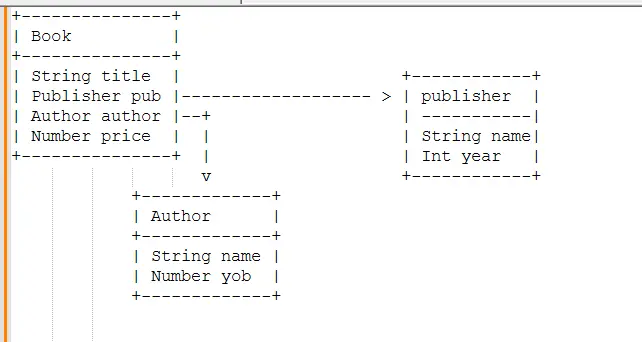 +---------------+
| Book          |
+---------------+
| String title  |                      +------------+
| Publisher pub |------------------- > | publisher  |
| Author author |--+                   | -----------|
| Number price  |  |                   | String name|
+---------------+  |                   | Int year   |
                   v                   +------------+
            +-------------+
            | Author      |
            +-------------+
            | String name |
            | Number yob  |
            +-------------+